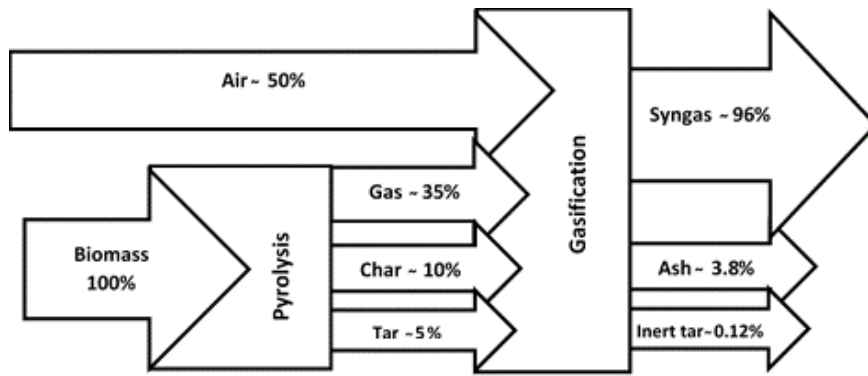 Air ~ 50%
Syngas ~ 96%
Gas ~ 35%
Gasification
Biomass
100%
Pyrolysis
Char ~ 10%
Ash ~ 3.8%
Tar ~5%
Inert tar~0.12%